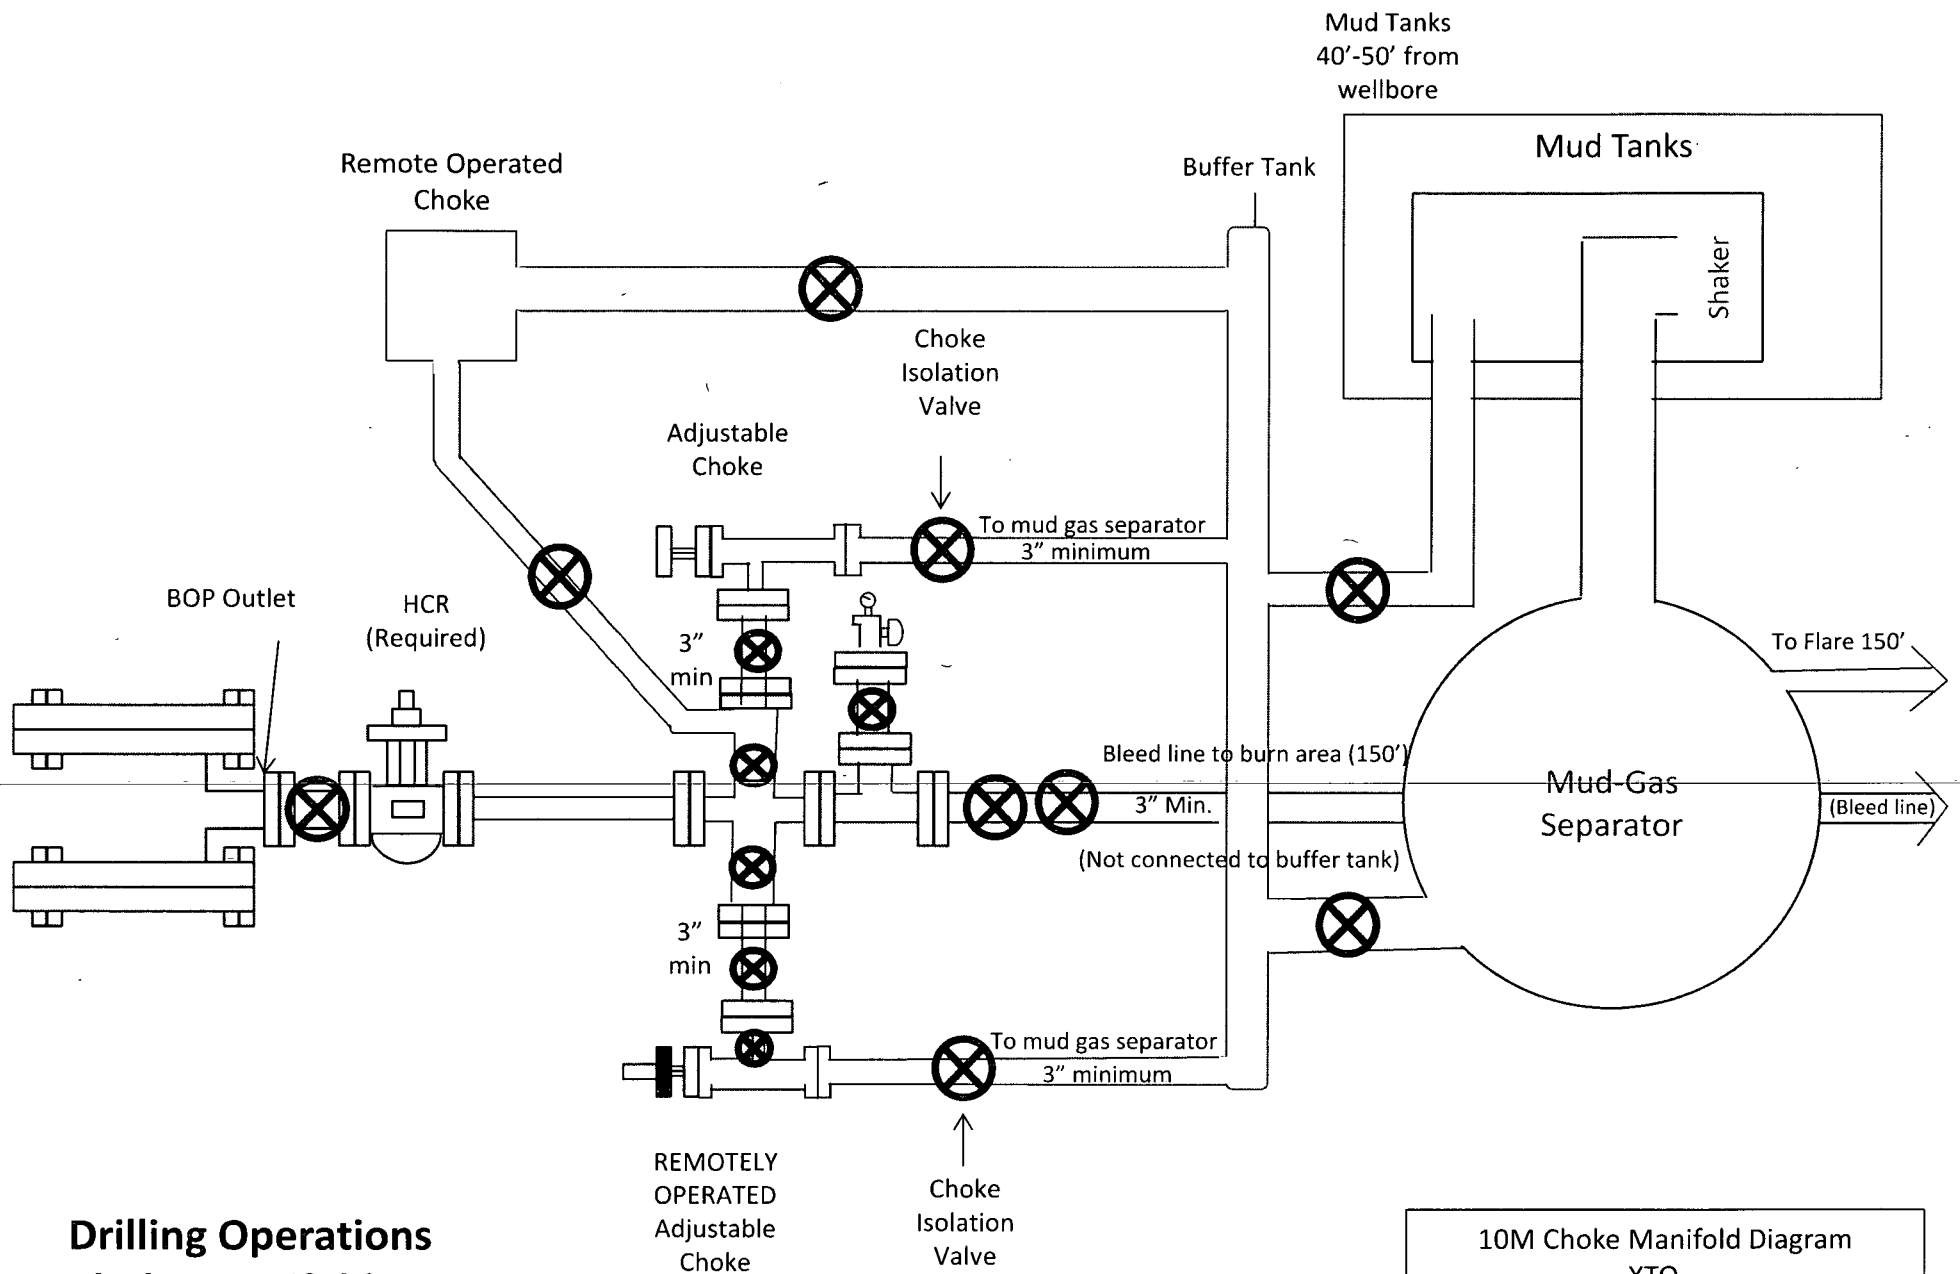 Mud Tanks
40'-50' from
wellbore
Mud Tanks
Remote Operated
Choke
Buffer Tank
Shaker
Choke
Isolation
Valve
Adjustable
Choke
To mud gas separator
3" minimum
BOP Outlet
HCR
(Required)
3"
min
To Flare 150'
Bleed line to burn area (150')
3" Min.
Mud-Gas
Separator
(Bleed line)
(Not connected to buffer tank)
3"
min
To mud gas separator
3" minimum
REMOTELY
OPERATED
Adjustable
Choke
Choke
Isolation
Valve
Drilling Operations
10M Choke Manifold Diagram
XTO